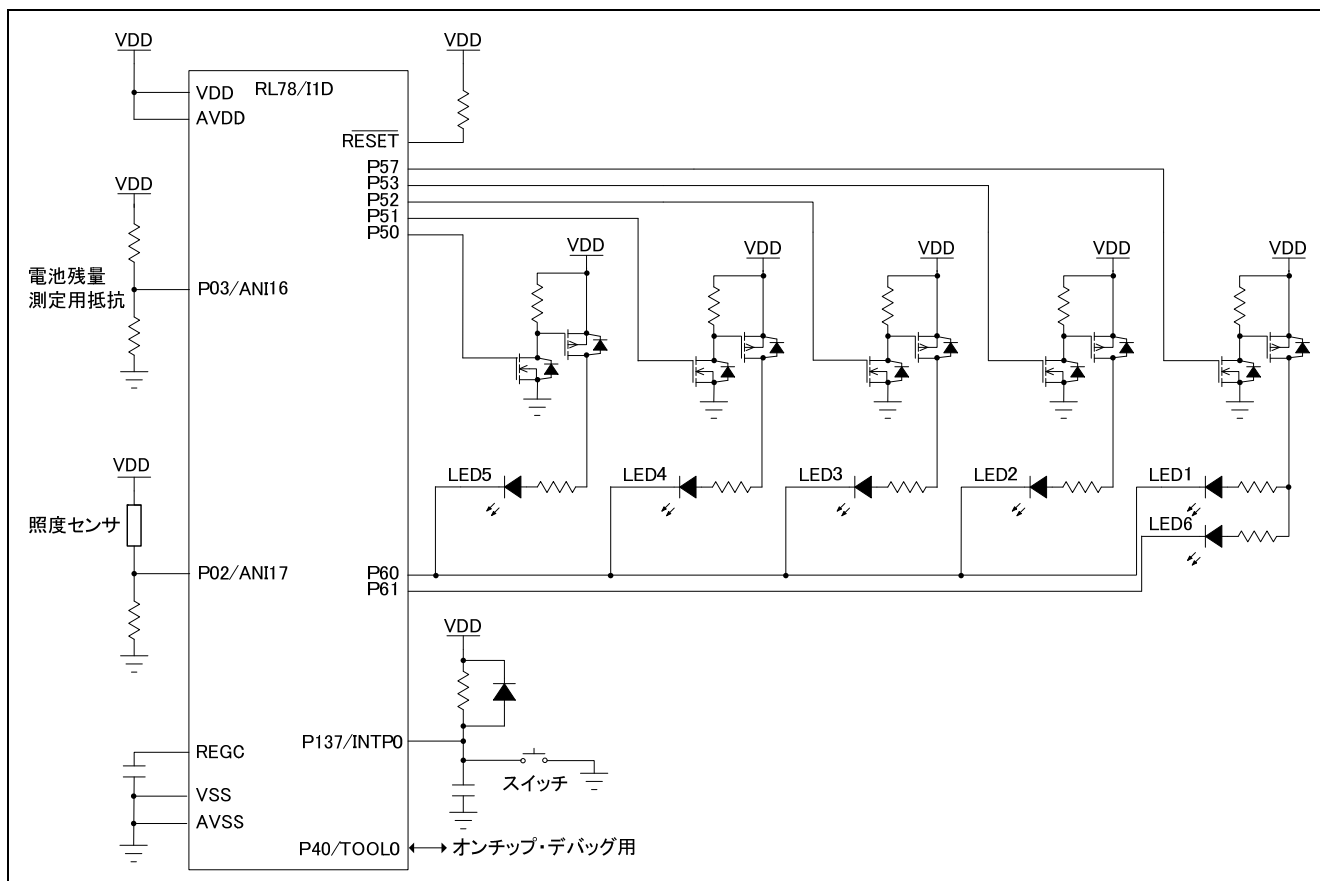 VDD
VDD
RL78/I1D
VDD
AVDD
RESET
VDD
P57
P53
P52
P51
P50
VDD
VDD
VDD
VDD
VDD
電池残量
測定用抵抗
P03/ANI16
VDD
照度センサ
P02/ANI17
LED5
LED4
LED3
LED2
LED1
LED6
P60
P61
VDD
P137/INTP0
スイッチ
REGC
VSS
AVSS
P40/TOOL0
オンチップ・デバッグ用